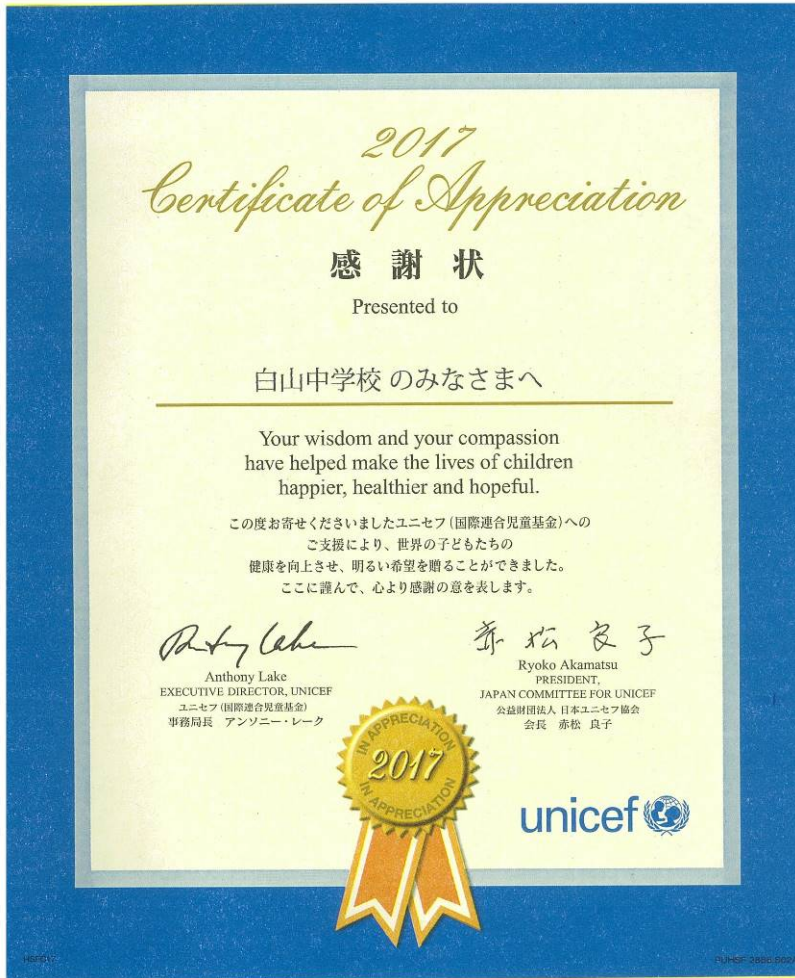 2017
Certificate of Appreciation
感謝状
Presented to
白山中学校 のみなさまへ
Your wisdom and your compassion
have helped make the lives of children
happier, healthier and hopeful.
この度お寄せくださいましたユニセフ(国際連合児童基金)への
ご支援により、世界の子どもたちの
健康を向上させ、明るい希望を贈ることができました。
ここに謹んで、心より感謝の意を表します。
Anthony Lake
EXECUTIVE DIRECTOR, UNICEF
ユニセフ(国際連合児童基金)
事務局長 アンソニー・レーク
赤松良子
Ryoko Akamatsu
PRESIDENT,
JAPAN COMMITTEE FOR UNICEF
公益財団法人 日本ユニセフ協会
会長 赤松 良子
IN APPRECIATION
2017
IN APPRECIATION
unicef